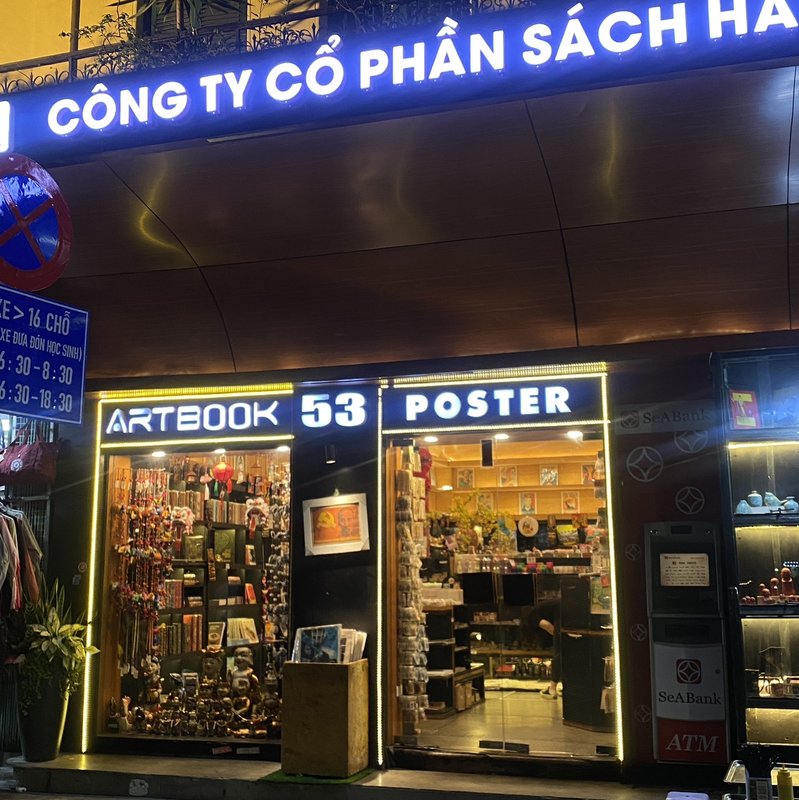 CÔNG TY CỔ PHẦN SÁCH HA
XE > 16 CHỖ
XE ĐƯA ĐÓN HỌC SINH)
6:30-8:30
6:30-18:30
ARTBOOK
53
POSTER
SeABank
SeABank
ATM